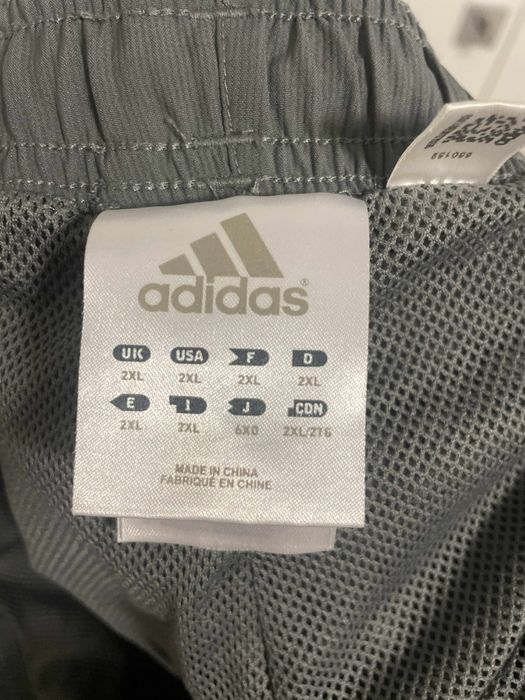 adidas®
UK USA F D
2XL 2XL 2XL 2XL
E I J CDN
2XL 2XL 6XO 2XL/2TG
MADE IN CHINA
FABRIQUÉ EN CHINE
650159